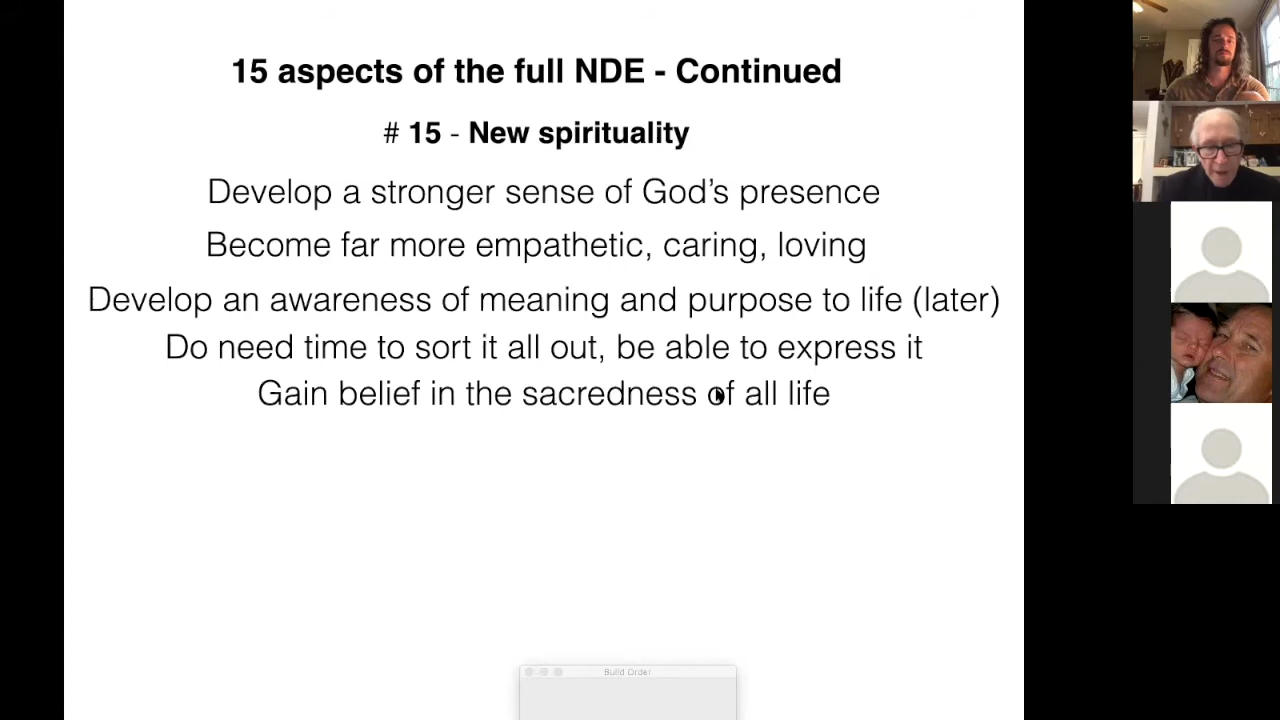 15 aspects of the full NDE - Continued
# 15 - New spirituality
Develop a stronger sense of God’s presence
Become far more empathetic, caring, loving
Develop an awareness of meaning and purpose to life (later)
Do need time to sort it all out, be able to express it
Gain belief in the sacredness of all life
Build Order